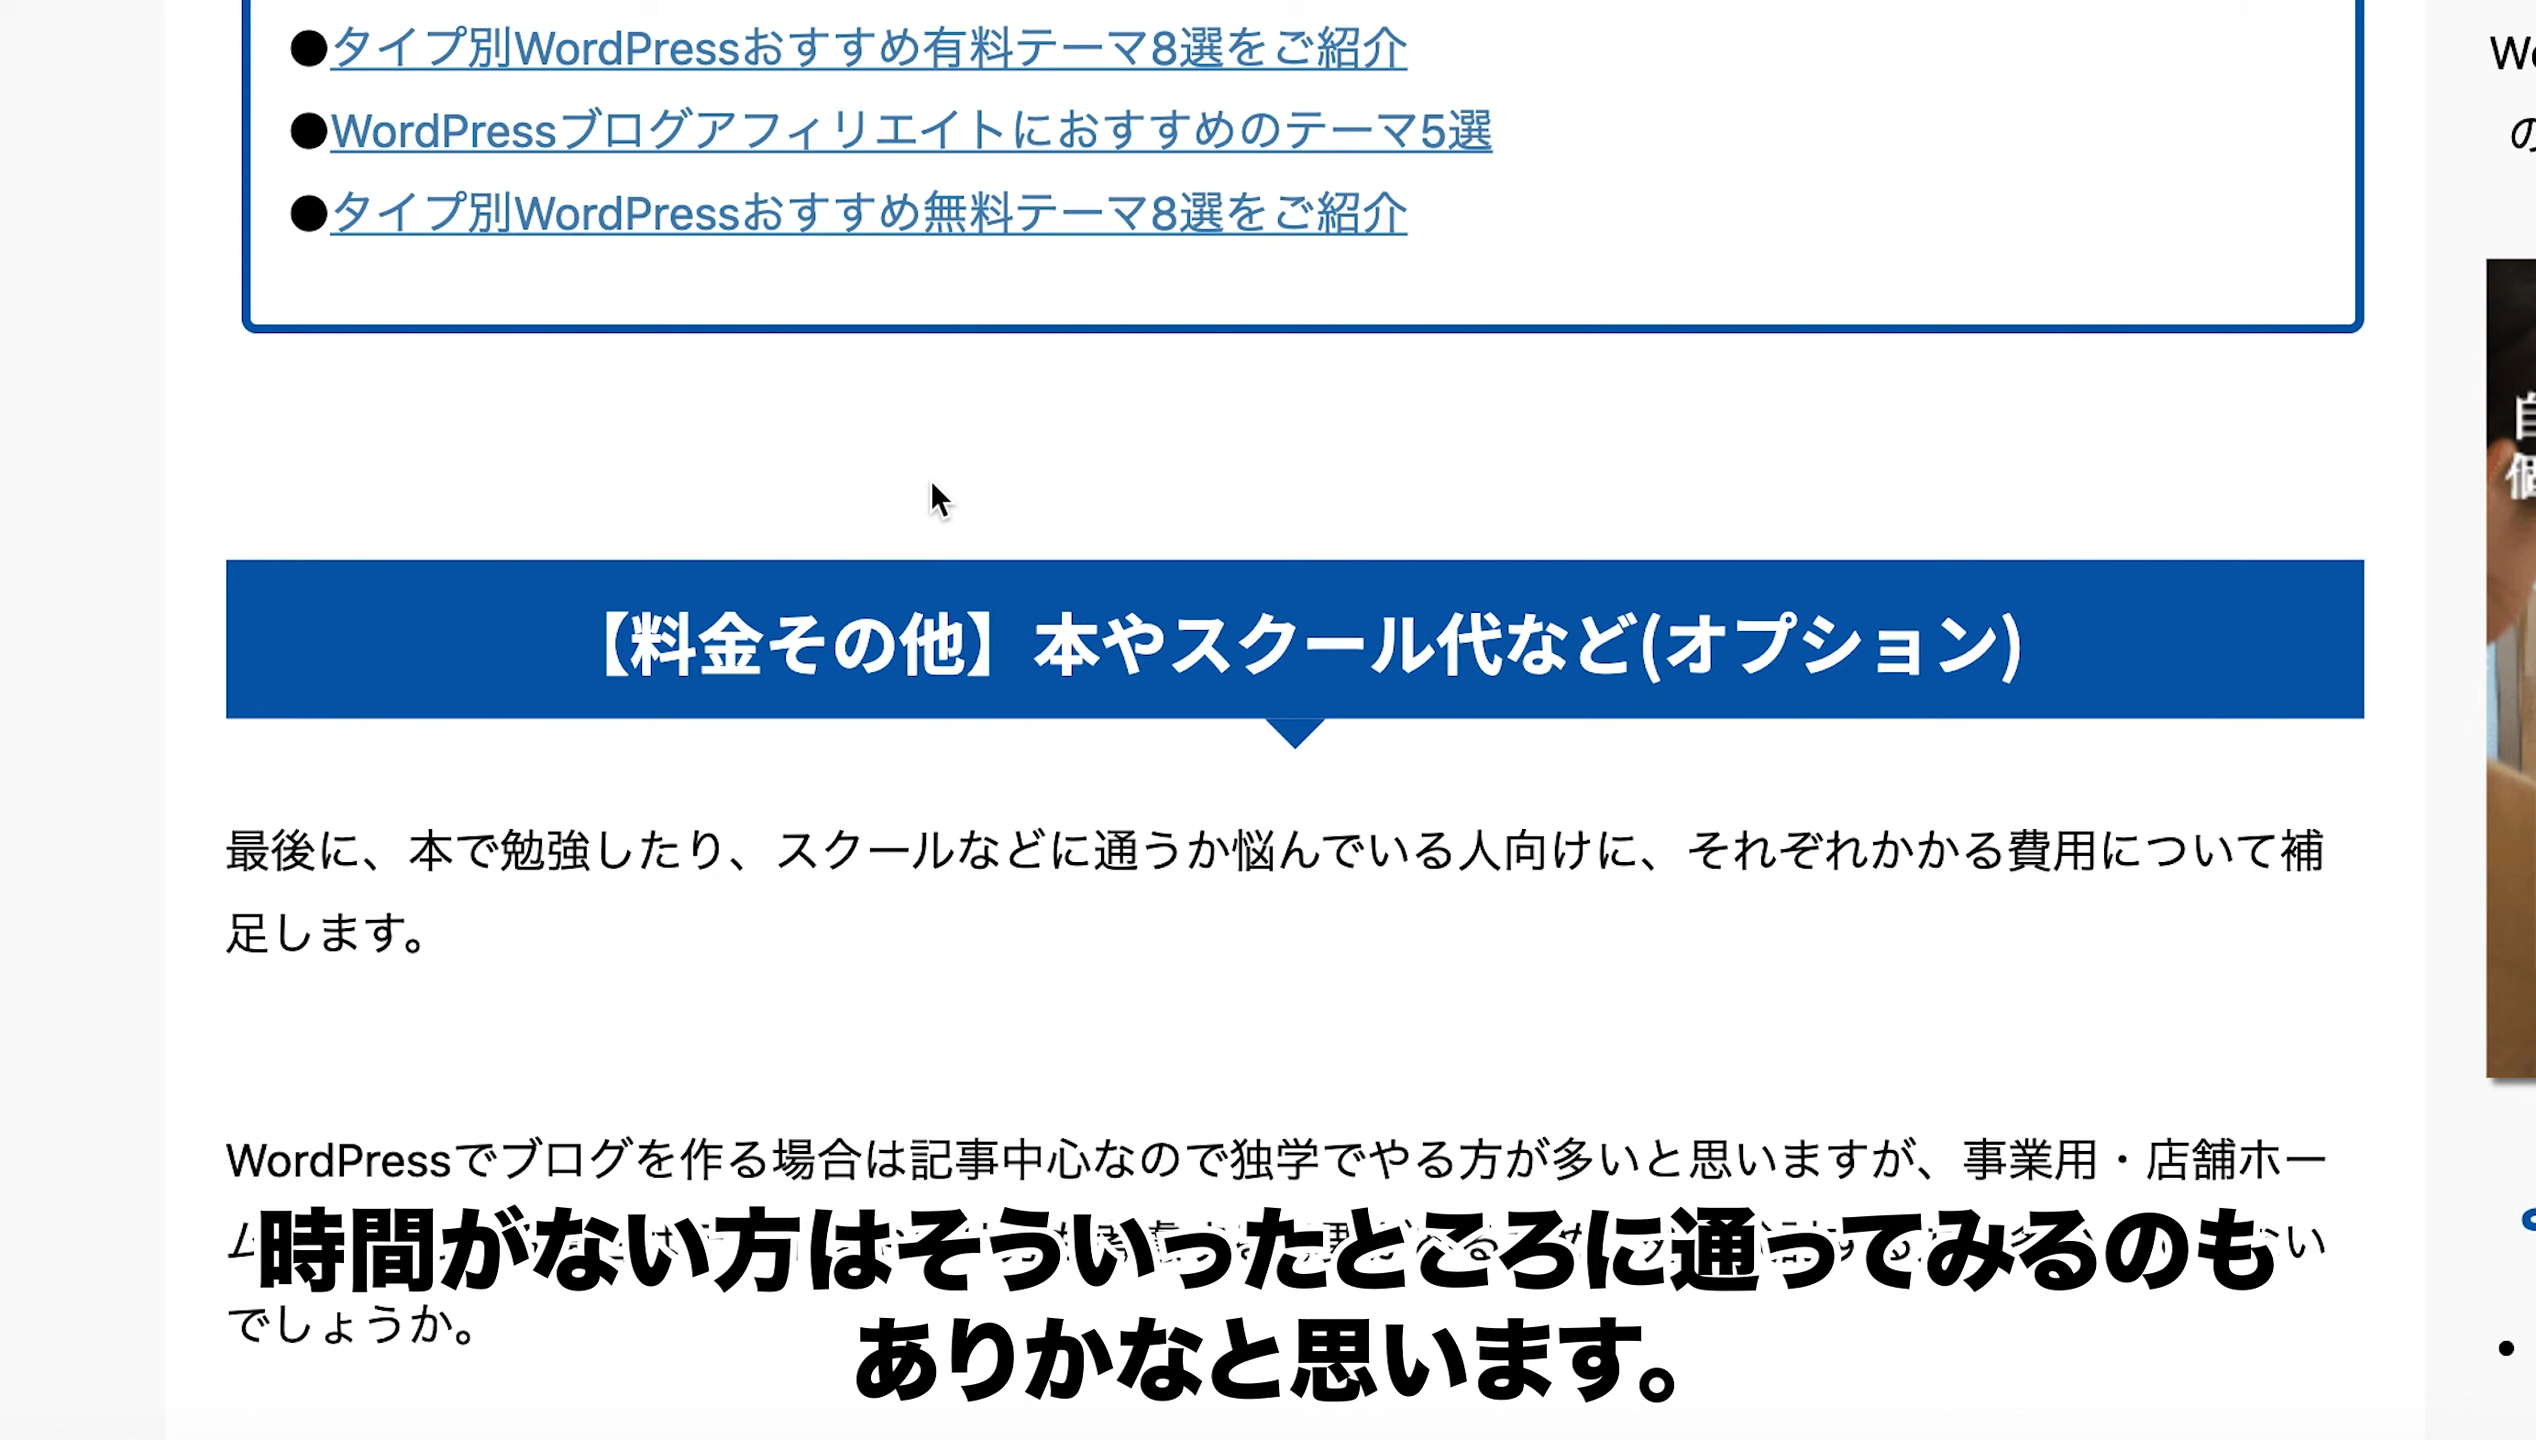 ●タイプ別WordPressおすすめ有料テーマ8選をご紹介
●WordPressブログアフィリエイトにおすすめのテーマ5選
●タイプ別WordPressおすすめ無料テーマ8選をご紹介
【料金その他】本やスクール代など(オプション)
最後に、本で勉強したり、スクールなどに通うか悩んでいる人向けに、それぞれかかる費用について補
足します。
WordPressでブログを作る場合は記事中心なので独学でやる方が多いと思いますが、事業用・店舗ホー
でしょうか。
時間がない方はそういったところに通ってみるのも
ありかなと思います。